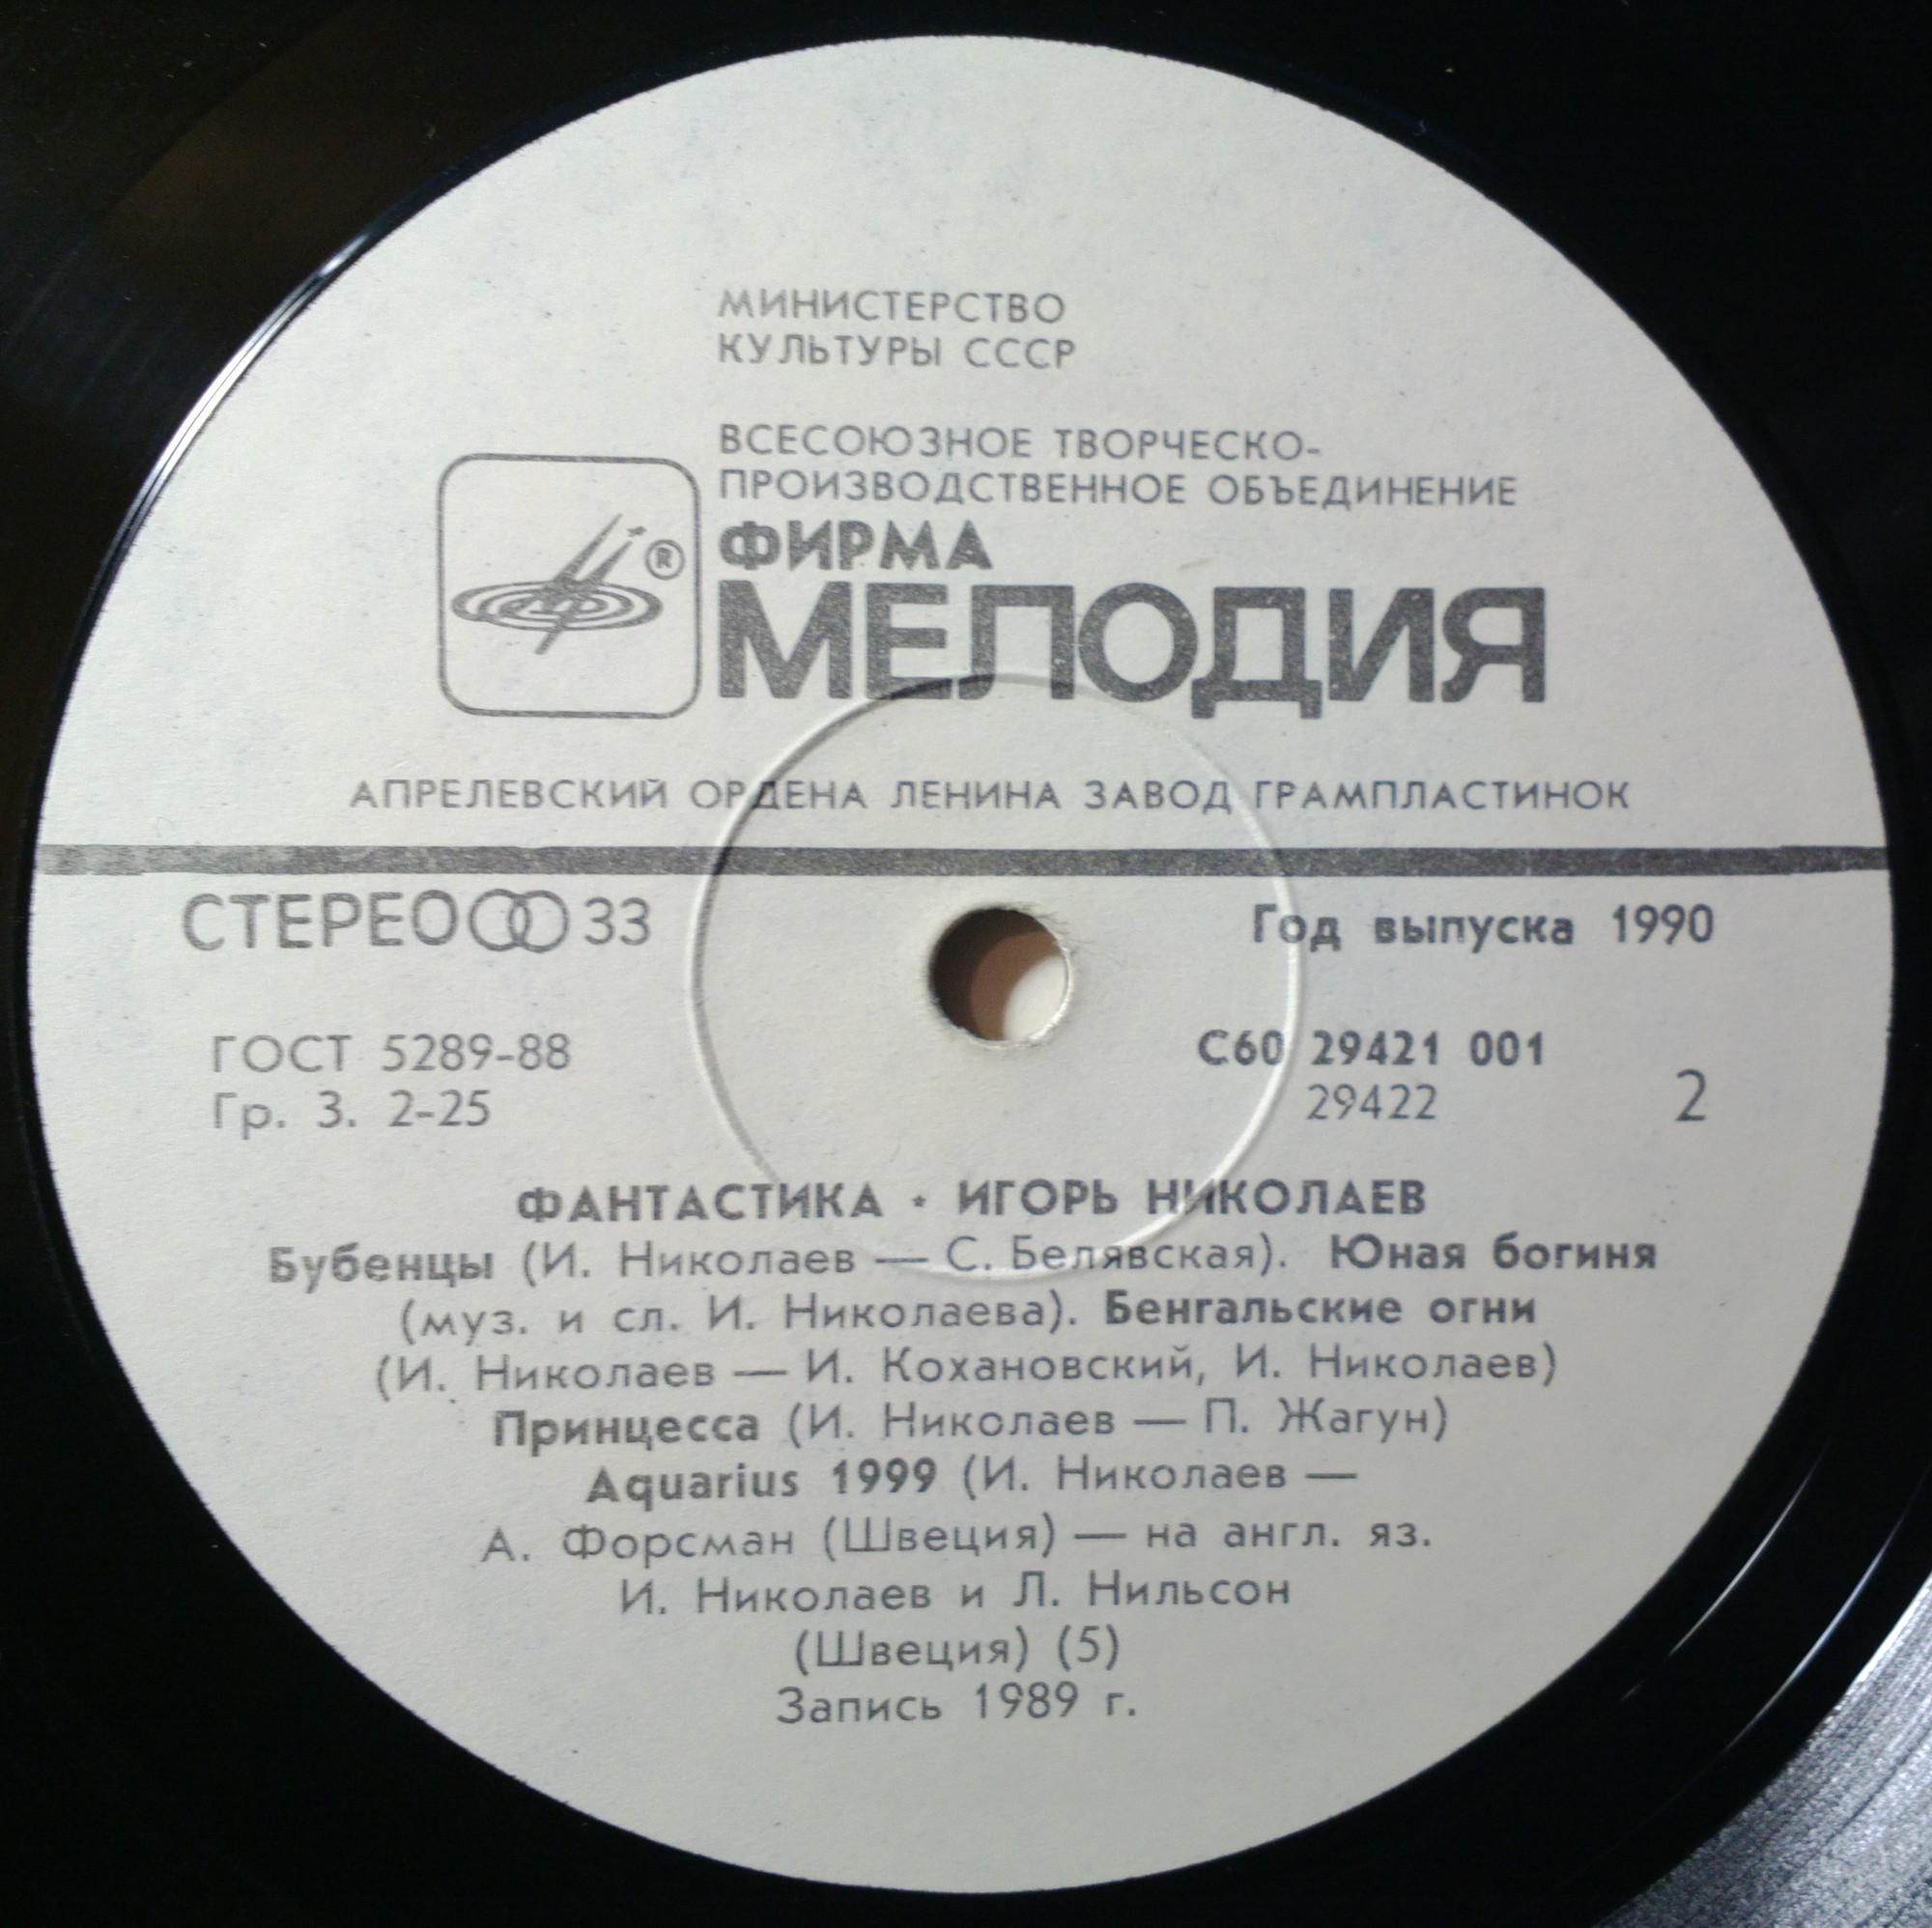 МИНИСТЕРСТВО
КУЛЬТУРЫ СССР
ВСЕСОЮЗНОЕ ТВОРЧЕСКО-
ПРОИЗВОДСТВЕННОЕ ОБЪЕДИНЕНИЕ
ФИРМА
®
МЕЛОДИЯ
АПРЕЛЕВСКИЙ ОРДЕНА ЛЕНИНА ЗАВОД ГРАМПЛАСТИНОК
СТЕРЕО 33
Год выпуска 1990
ГОСТ 5289-88
Гр. 3. 2-25
С60 29421 001
29422
2
ФАНТАСТИКА • ИГОРЬ НИКОЛАЕВ
Бубенцы (И. Николаев — С. Белявская). Юная богиня
(муз. и сл. И. Николаева). Бенгальские огни
(И. Николаев — И. Кохановский, И. Николаев)
Принцесса (И. Николаев — П. Жагун)
Aquarius 1999 (И. Николаев —
А. Форсман (Швеция) — на англ. яз.
И. Николаев и Л. Нильсон
(Швеция) (5)
Запись 1989 г.